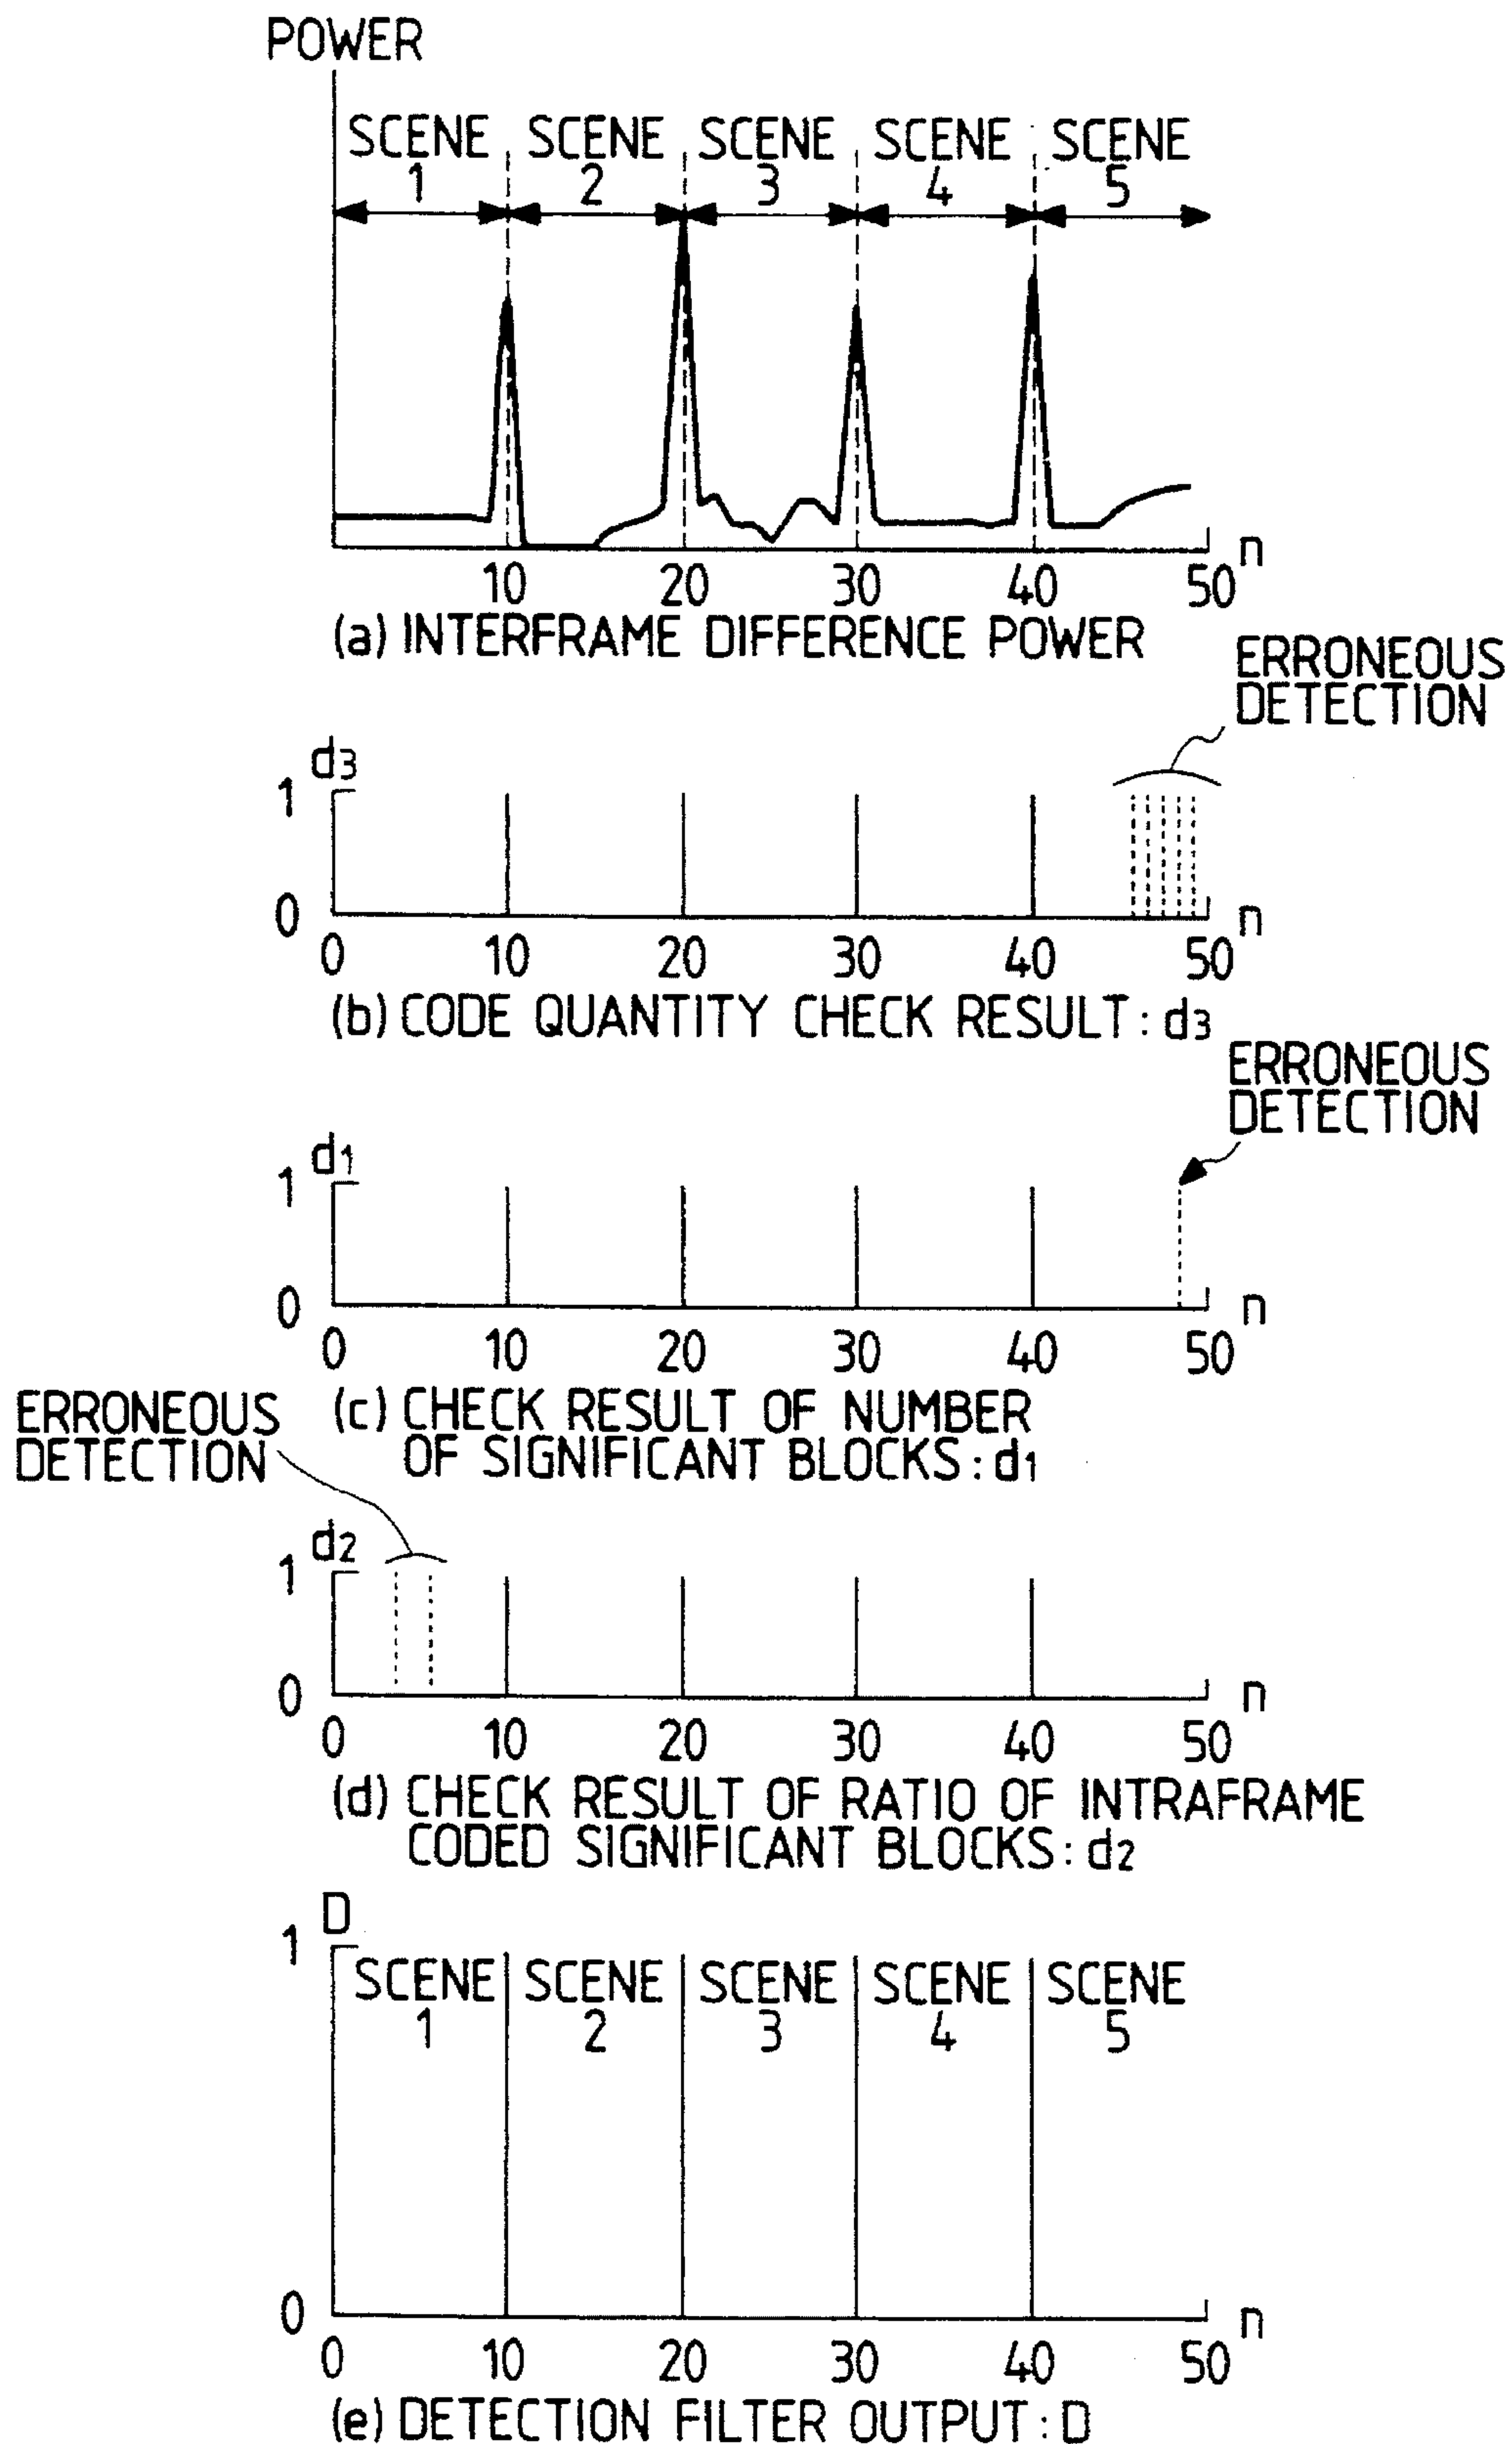 POWER
SCENE SCENE SCENE SCENE SCENE
1 2 3 4 5
n
10 20 30 40 50
(a) INTERFRAME DIFFERENCE POWER
ERRONEOUS
DETECTION
d3
1
0
n
0 10 20 30 40 50
(b) CODE QUANTITY CHECK RESULT: d3
ERRONEOUS
DETECTION
d1
1
0
n
0 10 20 30 40 50
(c) CHECK RESULT OF NUMBER
OF SIGNIFICANT BLOCKS: d1
ERRONEOUS
DETECTION
d2
1
0
n
0 10 20 30 40 50
(d) CHECK RESULT OF RATIO OF INTRAFRAME
CODED SIGNIFICANT BLOCKS: d2
D
1
SCENE SCENE SCENE SCENE SCENE
1 2 3 4 5
0
n
0 10 20 30 40 50
(e) DETECTION FILTER OUTPUT: D